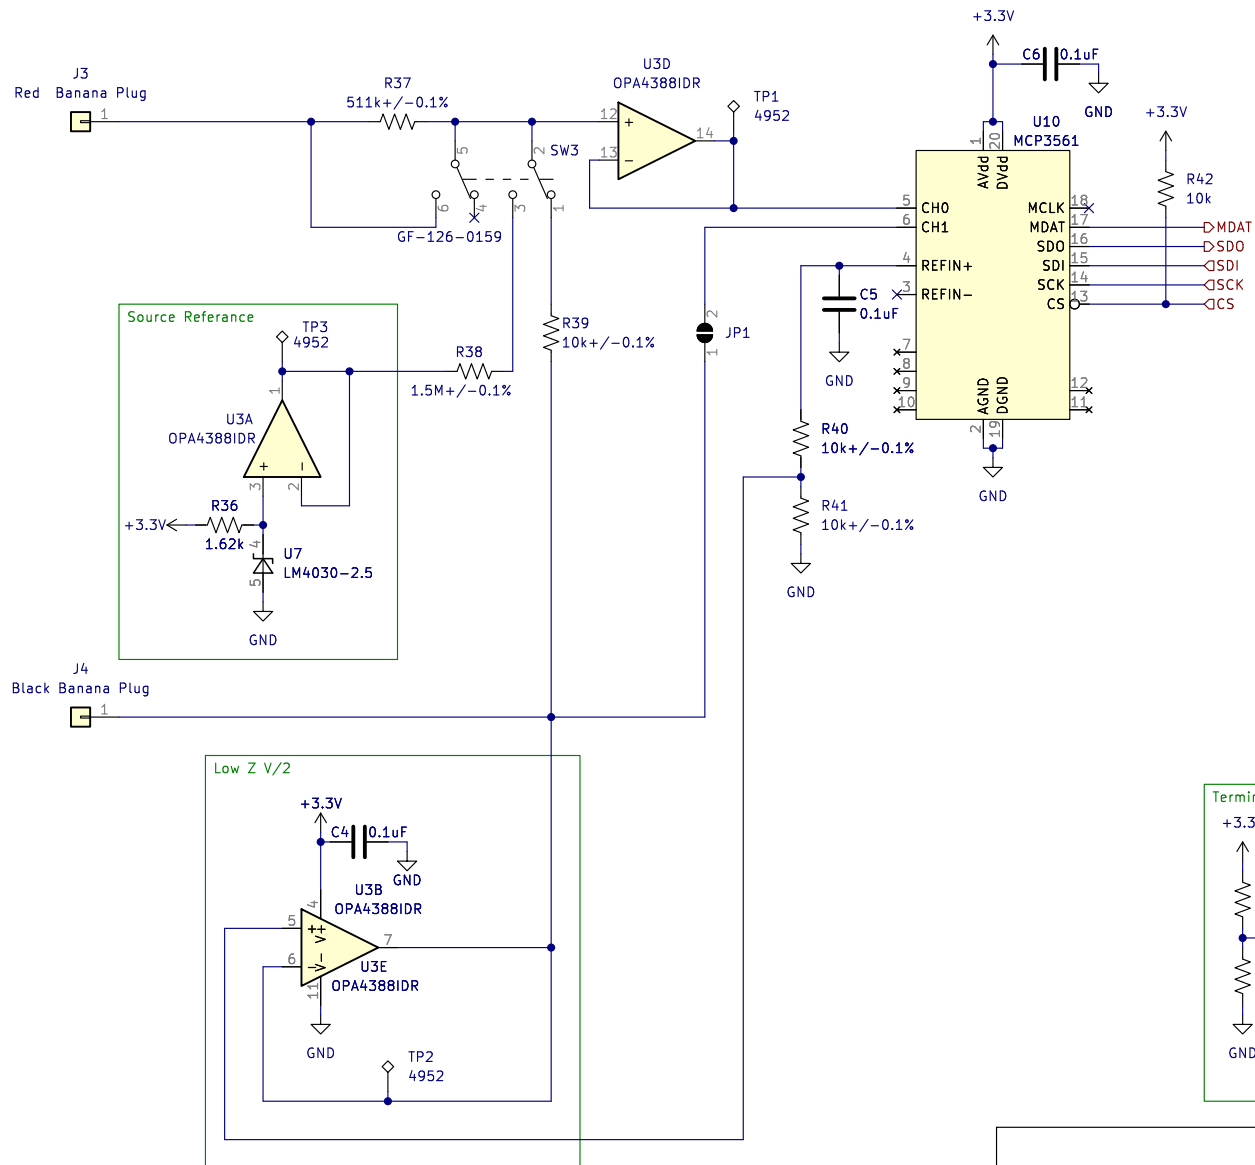 +3.3V
C6
0.1uF
GND
J3
Red Banana Plug
1
R37
511k+/-0.1%
U3D
OPA4388IDR
12
+
14
13
-
TP1
4952
+3.3V
U10
MCP3561
1
20
AVdd
DVdd
R42
10k
5
2
SW3
6
4
3
1
GF-126-0159
5
CH0
6
CH1
4
REFIN+
3
REFIN-
7
8
9
10
MCLK
18
MDAT
17
SDO
16
SDI
15
SCK
14
CS
13
12
11
AGND
DGND
2
19
GND
MDAT
SDO
SDI
SCK
CS
C5
0.1uF
GND
Source Referance
TP3
4952
1
R38
1.5M+/-0.1%
U3A
OPA4388IDR
+
-
3
2
R36
+3.3V
1.62k
4
U7
LM4030-2.5
5
GND
R39
10k+/-0.1%
2
JP1
1
R40
10k+/-0.1%
R41
10k+/-0.1%
GND
J4
Black Banana Plug
1
Low Z V/2
+3.3V
C4
0.1uF
GND
U3B
OPA4388IDR
4
5
+
V+
7
6
-
V-
U3E
OPA4388IDR
11
GND
TP2
4952
Termin
+3.3
GND